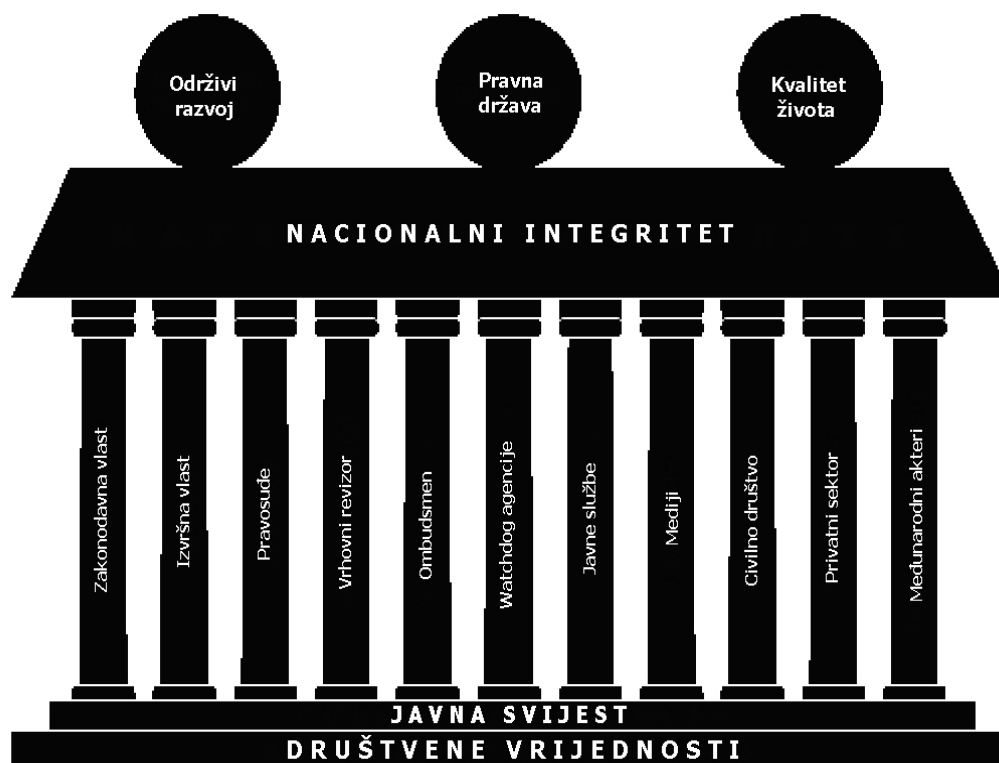 Održivi
razvoj
Pravna
država
Kvalitet
života
NACIONALNI INTEGRITET
Zakonodavna vlast
Izvršna vlast
Pravosuđe
Vrhovni revizor
Ombudsmen
Watchdog agencije
Javne službe
Mediji
Civilno društvo
Privatni sektor
Međunarodni akteri
JAVNA SVIJEST
DRUŠTVENE VRIJEDNOSTI